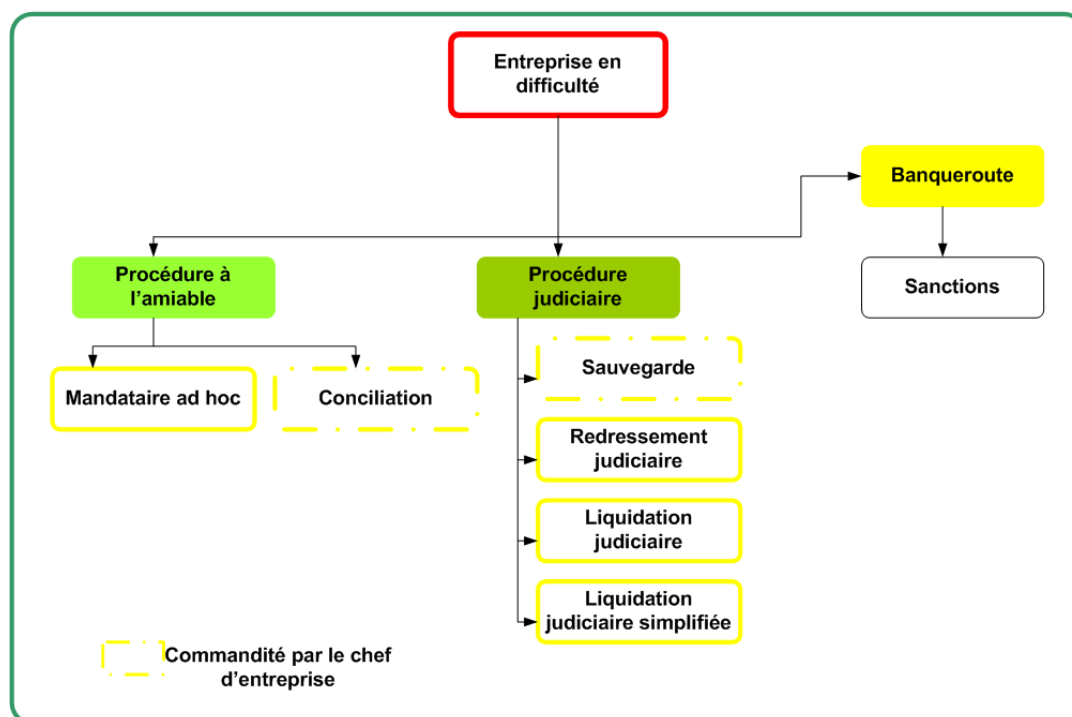 Entreprise en
difficulté
Banqueroute
Procédure à
l’amiable
Procédure
judiciaire
Sanctions
Sauvegarde
Mandataire ad hoc
Conciliation
Redressement
judiciaire
Liquidation
judiciaire
Liquidation
judiciaire simplifiée
Commandité par le chef
d’entreprise